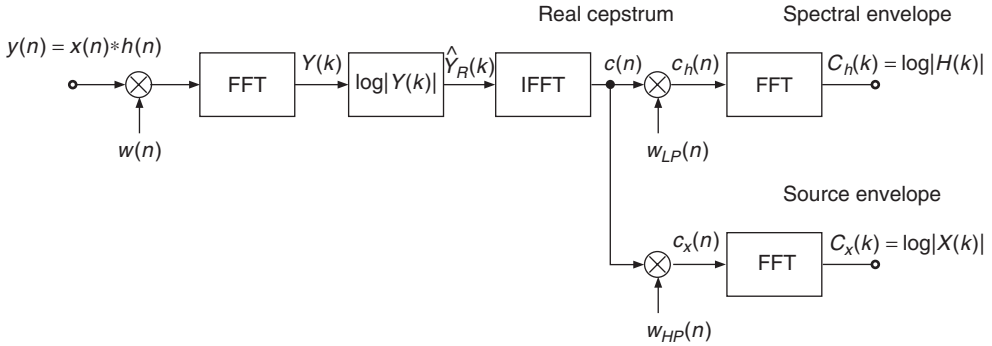 Real cepstrum
Spectral envelope
y(n) = x(n)*h(n)
Y(k)
Ŷ_R(k)
c(n)
c_h(n)
C_h(k) = log|H(k)|
FFT
log|Y(k)|
IFFT
FFT
w(n)
w_LP(n)
Source envelope
c_x(n)
C_x(k) = log|X(k)|
FFT
w_HP(n)